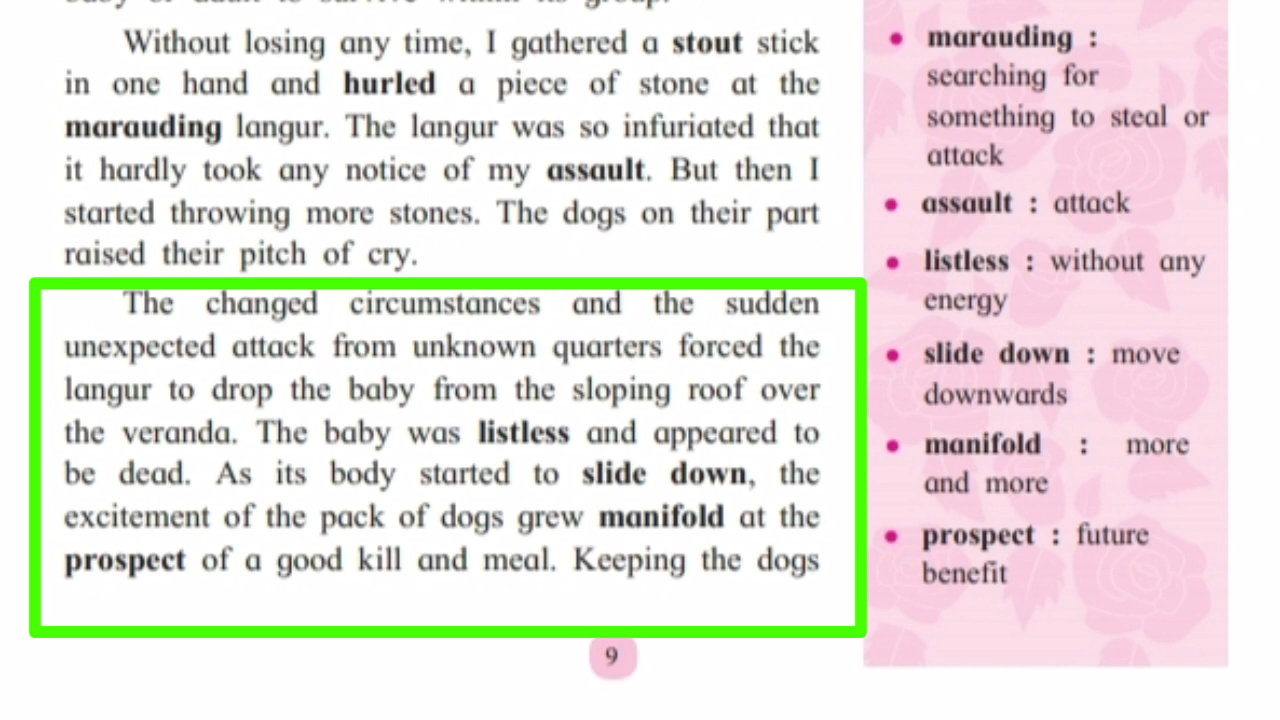 Without losing any time, I gathered a stout stick
in one hand and hurled a piece of stone at the
marauding langur. The langur was so infuriated that
it hardly took any notice of my assault. But then I
started throwing more stones. The dogs on their part
raised their pitch of cry.
The changed circumstances and the sudden
unexpected attack from unknown quarters forced the
langur to drop the baby from the sloping roof over
the veranda. The baby was listless and appeared to
be dead. As its body started to slide down, the
excitement of the pack of dogs grew manifold at the
prospect of a good kill and meal. Keeping the dogs
9
marauding :
searching for
something to steal or
attack
assault : attack
listless : without any
energy
slide down : move
downwards
manifold : more
and more
prospect : future
benefit